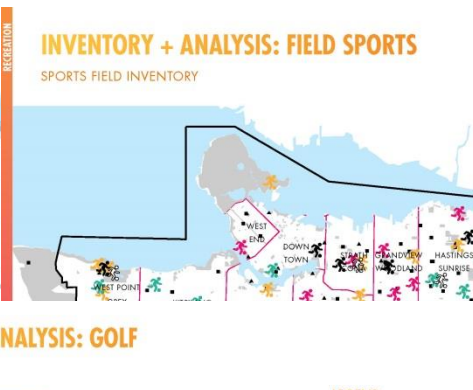 RECREATION
INVENTORY + ANALYSIS: FIELD SPORTS
SPORTS FIELD INVENTORY
WEST
END
DOWN
TOWN
GRANDVIEW
WOODLAND
HASTINGS
SUNRISE
WEST POINT
NALYSIS: GOLF